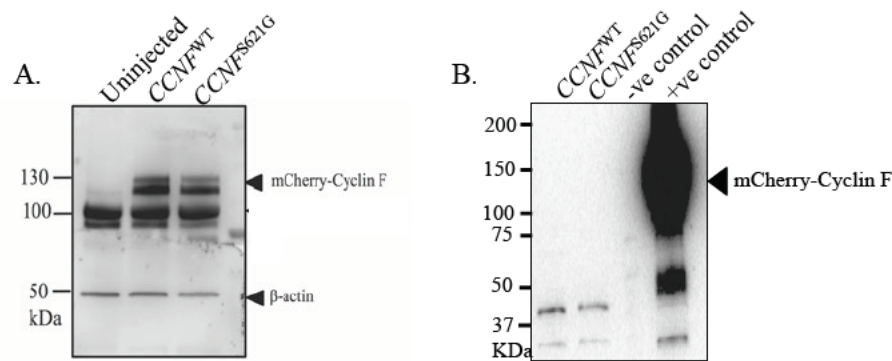 A.
Uninjected
CCNF^WT
CCNF^S621G
130
100
50
kDa
mCherry-Cyclin F
β-actin
B.
CCNF^WT
CCNF^S621G
-ve control
+ve control
200
150
100
75
50
37
KDa
mCherry-Cyclin F